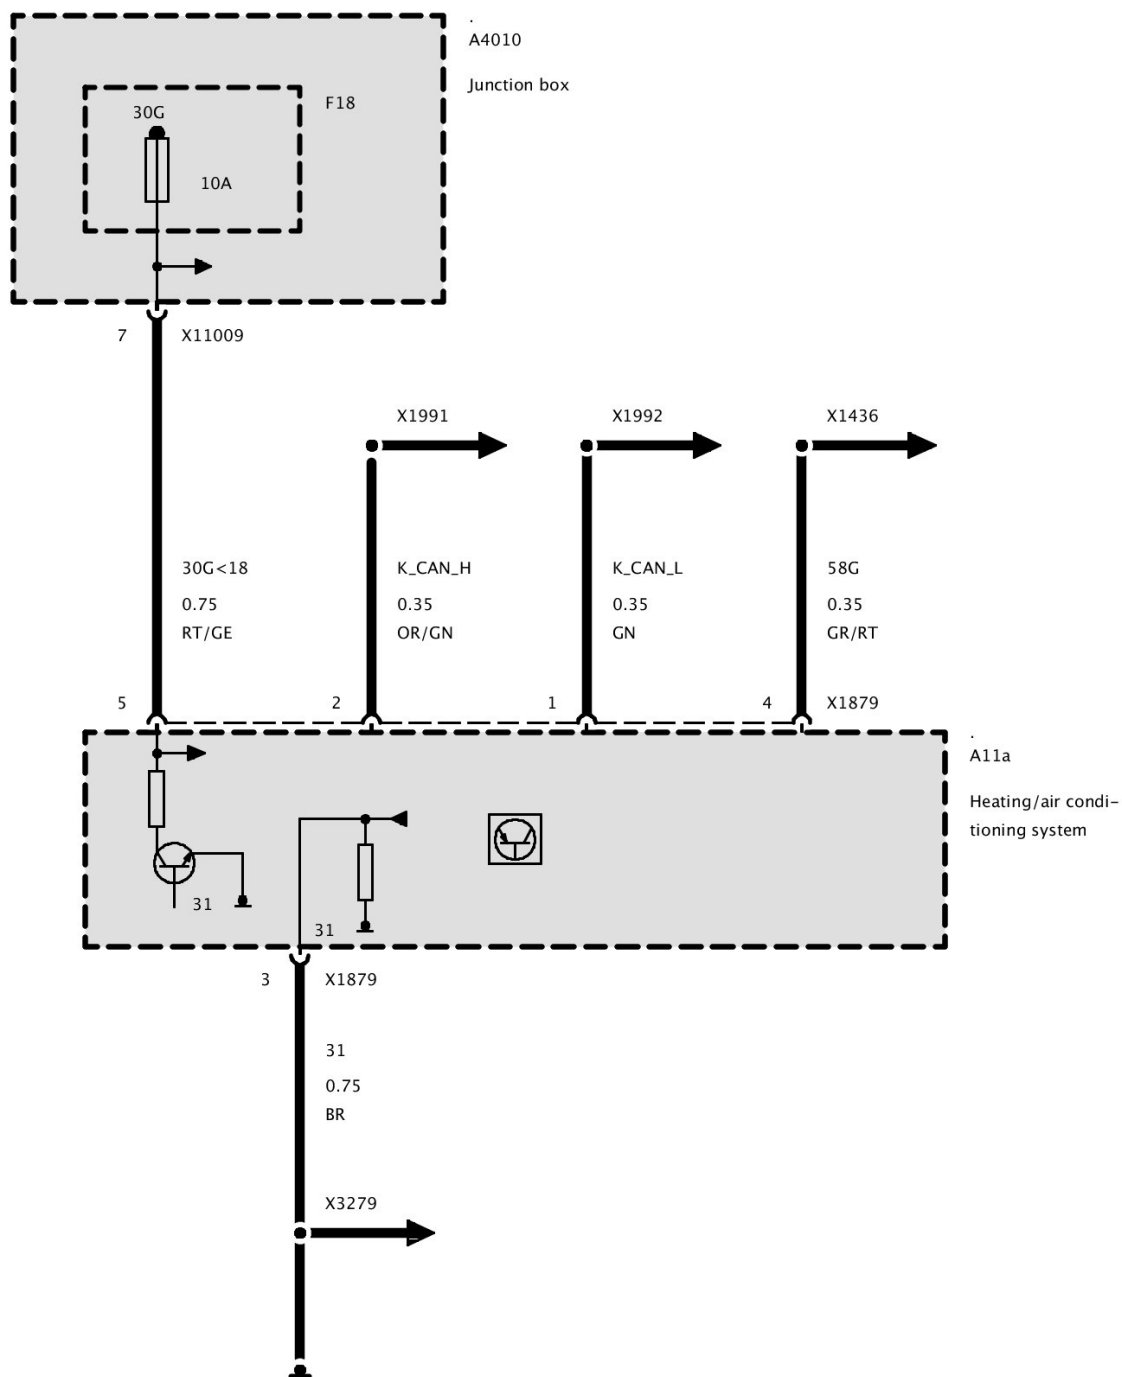 .
A4010
Junction box
F18
30G
10A
7
X11009
X1991
X1992
X1436
30G<18
0.75
RT/GE
K_CAN_H
0.35
OR/GN
K_CAN_L
0.35
GN
58G
0.35
GR/RT
5
2
1
4
X1879
.
A11a
Heating/air condi-
tioning system
31
31
3
X1879
31
0.75
BR
X3279